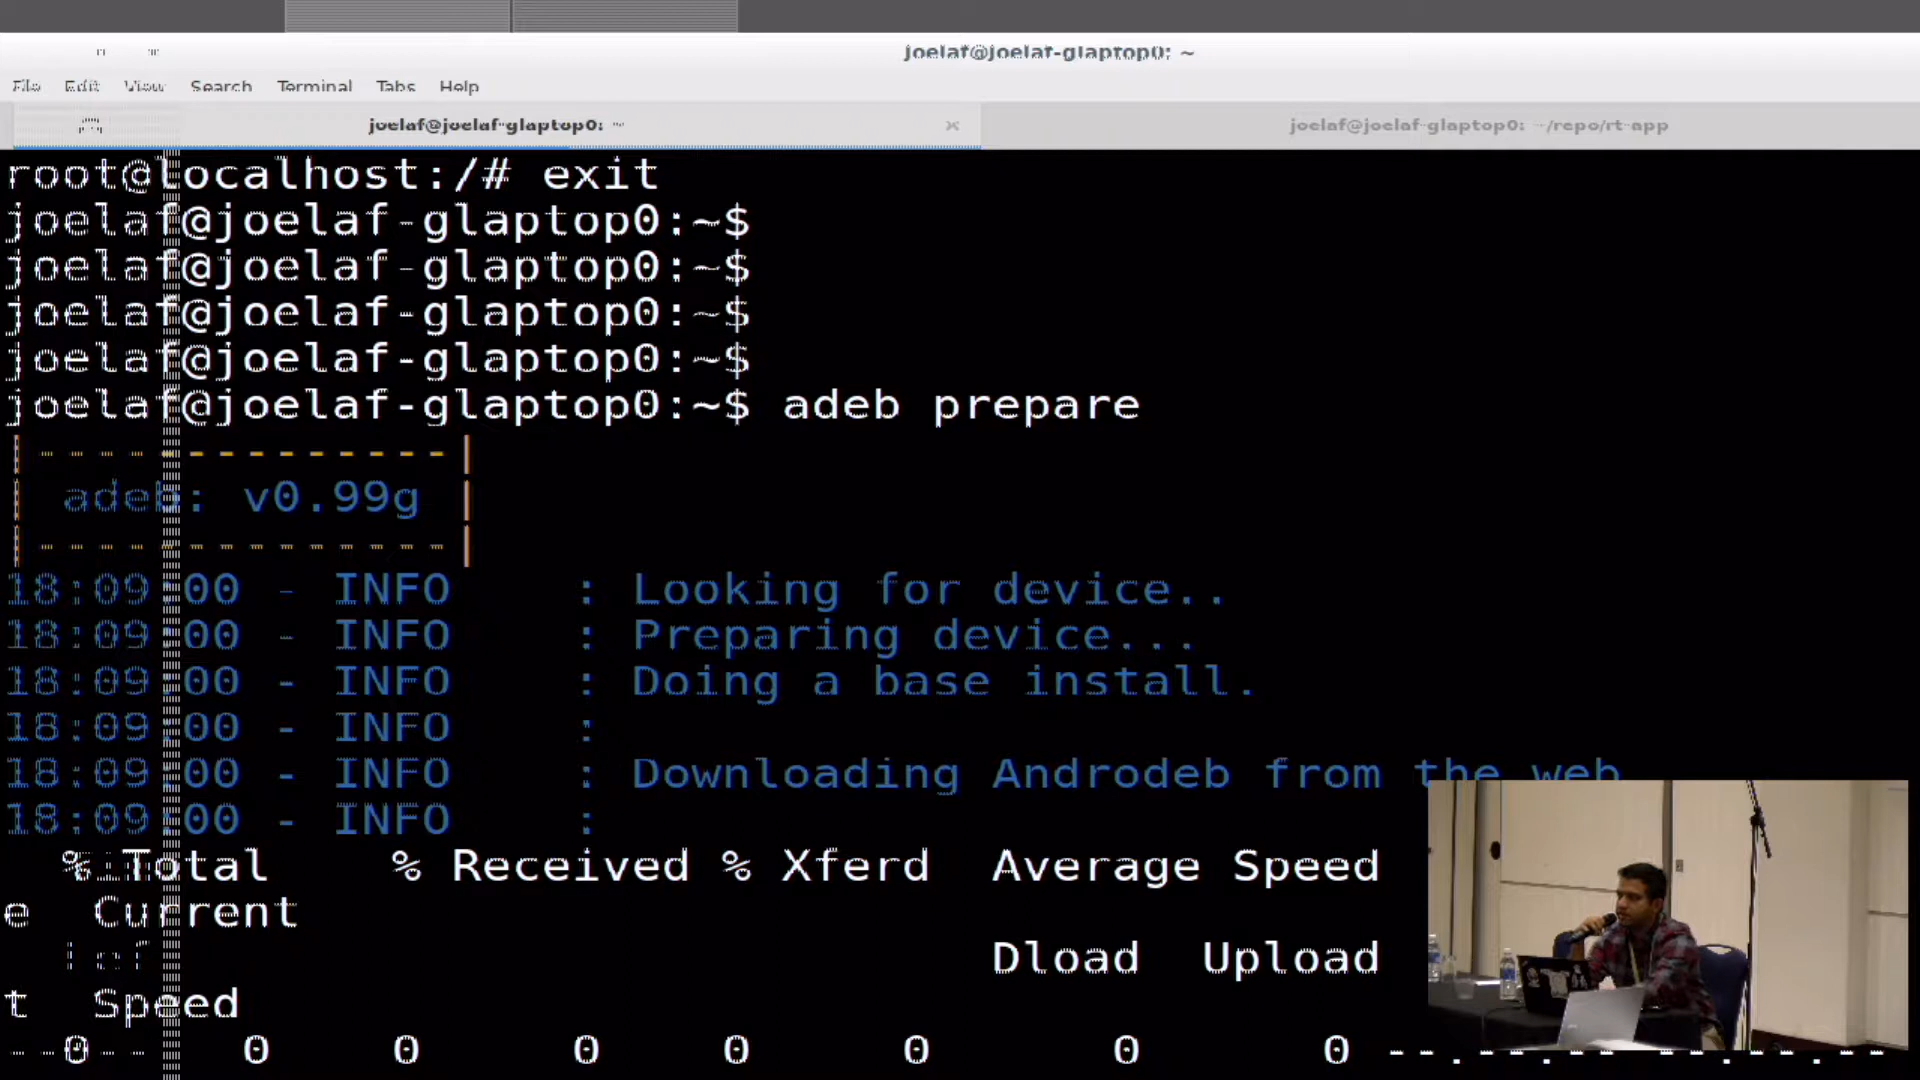 joelaf@joelaf-glaptop0: ~
File Edit View Search Terminal Tabs Help
joelaf@joelaf-glaptop0: ~ × joelaf@joelaf-glaptop0: ~/repo/rt-app
root@localhost:/# exit
joelaf@joelaf-glaptop0:~$
joelaf@joelaf-glaptop0:~$
joelaf@joelaf-glaptop0:~$
joelaf@joelaf-glaptop0:~$
joelaf@joelaf-glaptop0:~$ adeb prepare
|--------------|
| adeb: v0.99g |
|--------------|
18:09:00 - INFO : Looking for device..
18:09:00 - INFO : Preparing device...
18:09:00 - INFO : Doing a base install.
18:09:00 - INFO :
18:09:00 - INFO : Downloading Androdeb from the web
18:09:00 - INFO :
% Total % Received % Xferd Average Speed
e Current
Dload Upload
t Speed
0 0 0 0 0 0 0 0 --:--:-- --:--:--